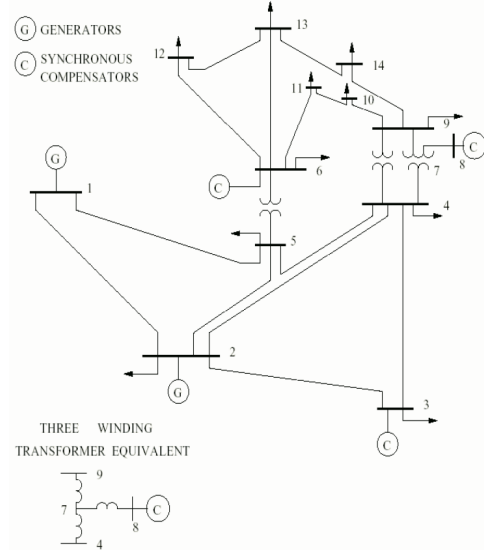 13
G GENERATORS
12
C SYNCHRONOUS
COMPENSATORS
14
11
10
9
G
C
8
7
6
C
1
4
5
2
G
3
C
THREE WINDING
TRANSFORMER EQUIVALENT
9
7
C
8
4